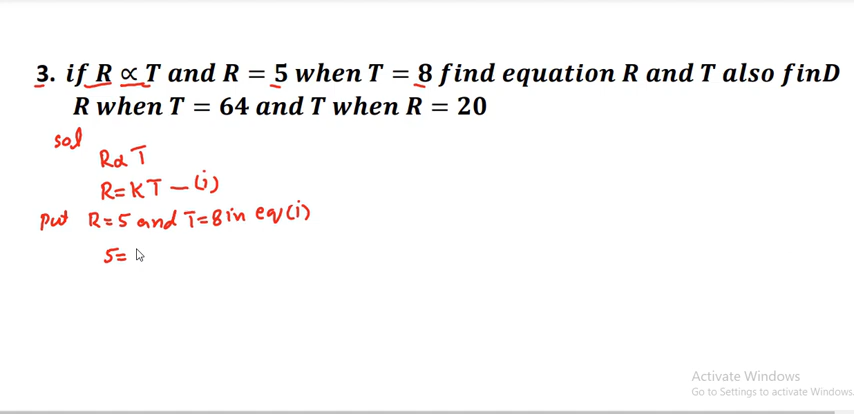 3. if R ∝ T and R = 5 when T = 8 find equation R and T also finD
R when T = 64 and T when R = 20
sol
R∝T
R=KT—(i)
Put R=5 and T=8 in eq(i)
5=
Activate Windows
Go to Settings to activate Windows.